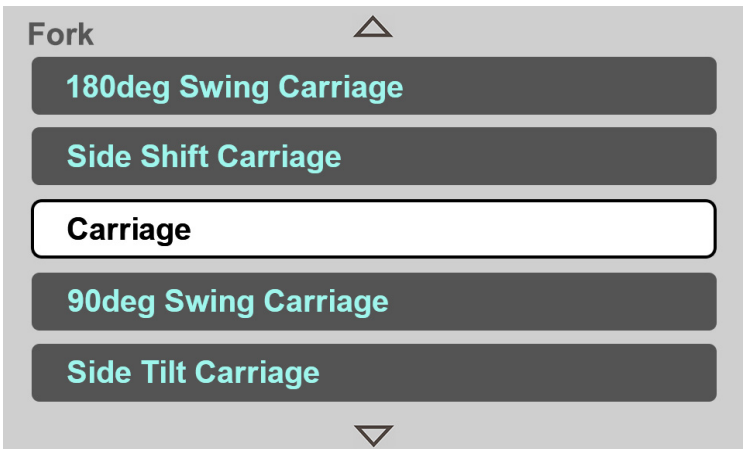 Fork
180deg Swing Carriage
Side Shift Carriage
Carriage
90deg Swing Carriage
Side Tilt Carriage